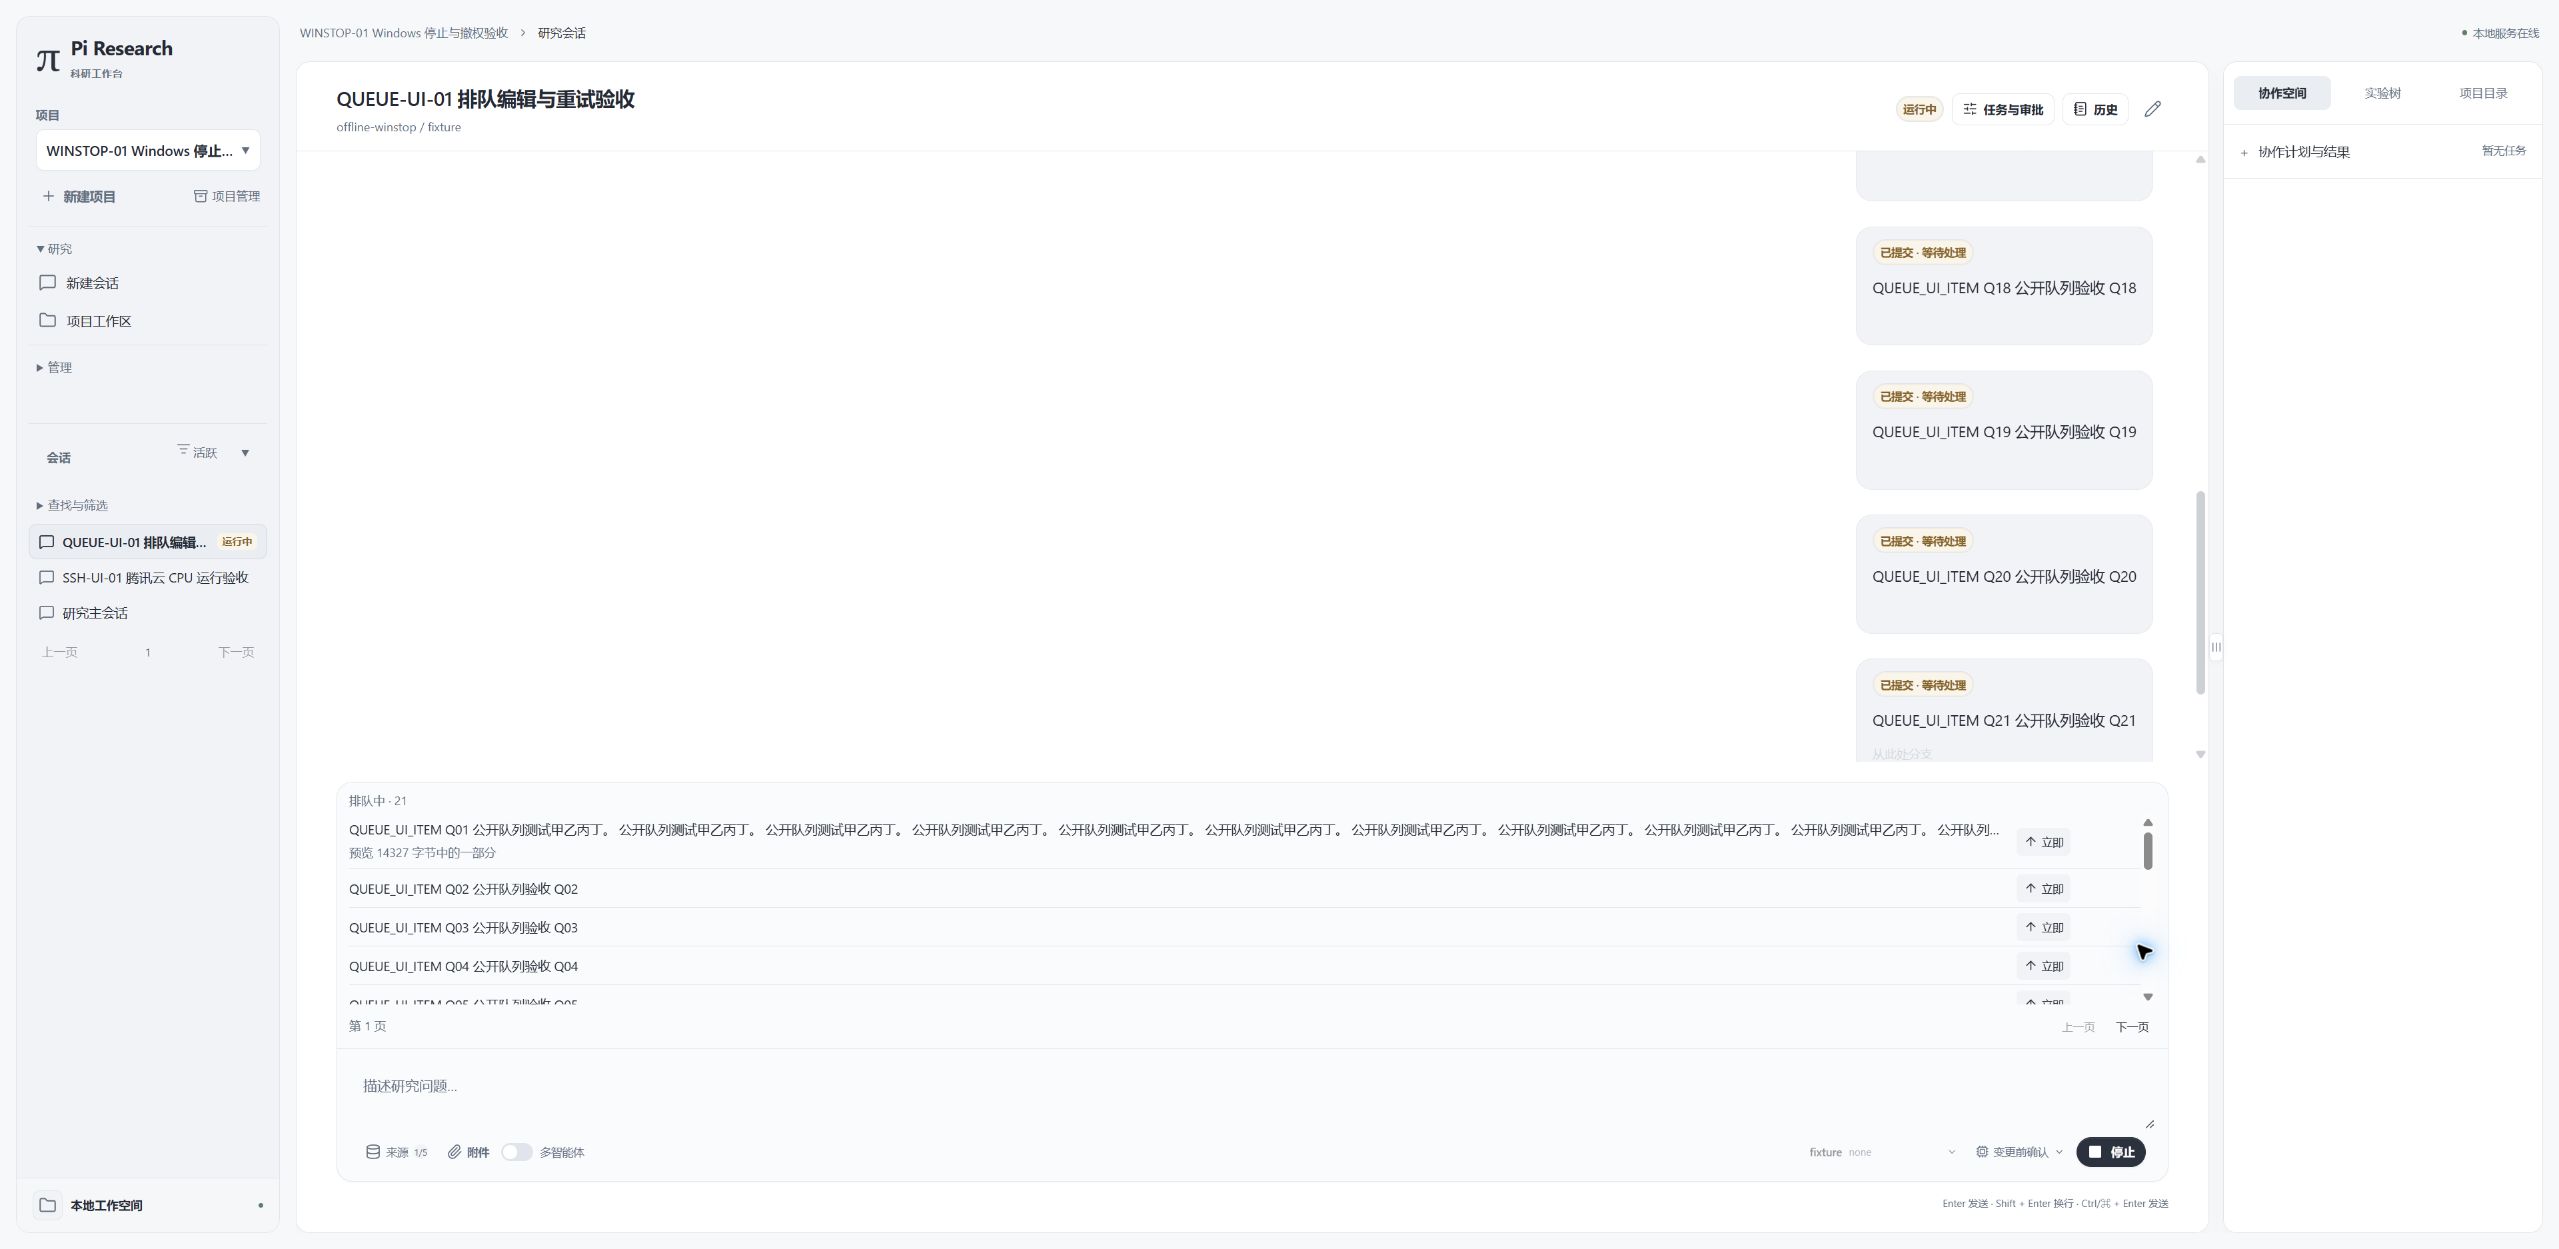 Pi Research
科研工作台
项目
WINSTOP-01 Windows 停止...
新建项目
项目管理
研究
新建会话
项目工作区
管理
会话
活跃
查找与筛选
QUEUE-UI-01 排队编辑... 运行中
SSH-UI-01 腾讯云 CPU 运行验收
研究主会话
上一页 1 下一页
本地工作空间
WINSTOP-01 Windows 停止与撤权验收 > 研究会话
本地服务在线
QUEUE-UI-01 排队编辑与重试验收
offline-winstop / fixture
运行中
任务与审批
历史
已提交 · 等待处理
QUEUE_UI_ITEM Q18 公开队列验收 Q18
已提交 · 等待处理
QUEUE_UI_ITEM Q19 公开队列验收 Q19
已提交 · 等待处理
QUEUE_UI_ITEM Q20 公开队列验收 Q20
已提交 · 等待处理
QUEUE_UI_ITEM Q21 公开队列验收 Q21
从此处分支
排队中 · 21
QUEUE_UI_ITEM Q01 公开队列测试甲乙丙丁。 公开队列测试甲乙丙丁。 公开队列测试甲乙丙丁。 公开队列测试甲乙丙丁。 公开队列测试甲乙丙丁。 公开队列测试甲乙丙丁。 公开队列测试甲乙丙丁。 公开队列测试甲乙丙丁。 公开队列测试甲乙丙丁。 公开队列测试甲乙丙丁。 公开队列...
预览 14327 字节中的一部分
立即
QUEUE_UI_ITEM Q02 公开队列验收 Q02
立即
QUEUE_UI_ITEM Q03 公开队列验收 Q03
立即
QUEUE_UI_ITEM Q04 公开队列验收 Q04
立即
QUEUE_UI_ITEM Q05 公开队列验收 Q05
立即
第 1 页
上一页 下一页
描述研究问题...
来源 1/5
附件
多智能体
fixture none
变更前确认
停止
Enter 发送 · Shift + Enter 换行 · Ctrl/⌘ + Enter 发送
协作空间
实验树
项目目录
+ 协作计划与结果
暂无任务